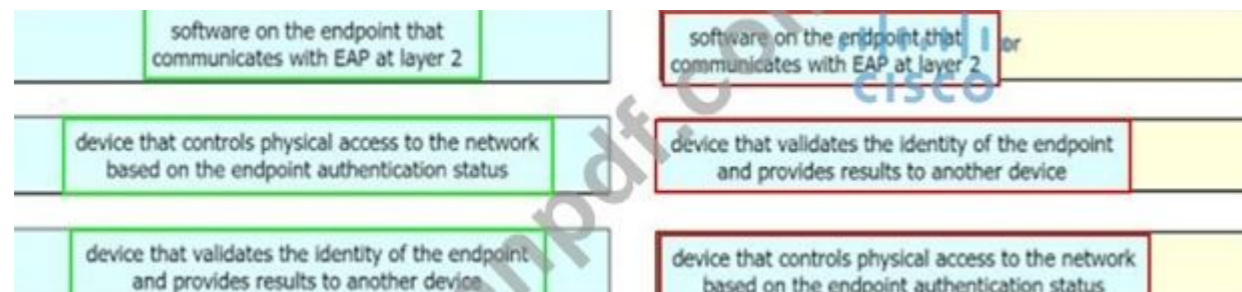 software on the endpoint that
communicates with EAP at layer 2
device that controls physical access to the network
based on the endpoint authentication status
device that validates the identity of the endpoint
and provides results to another device
software on the endpoint that
or
communicates with EAP at layer 2
CISCO
device that validates the identity of the endpoint
and provides results to another device
device that controls physical access to the network
based on the endpoint authentication status
npdf.com